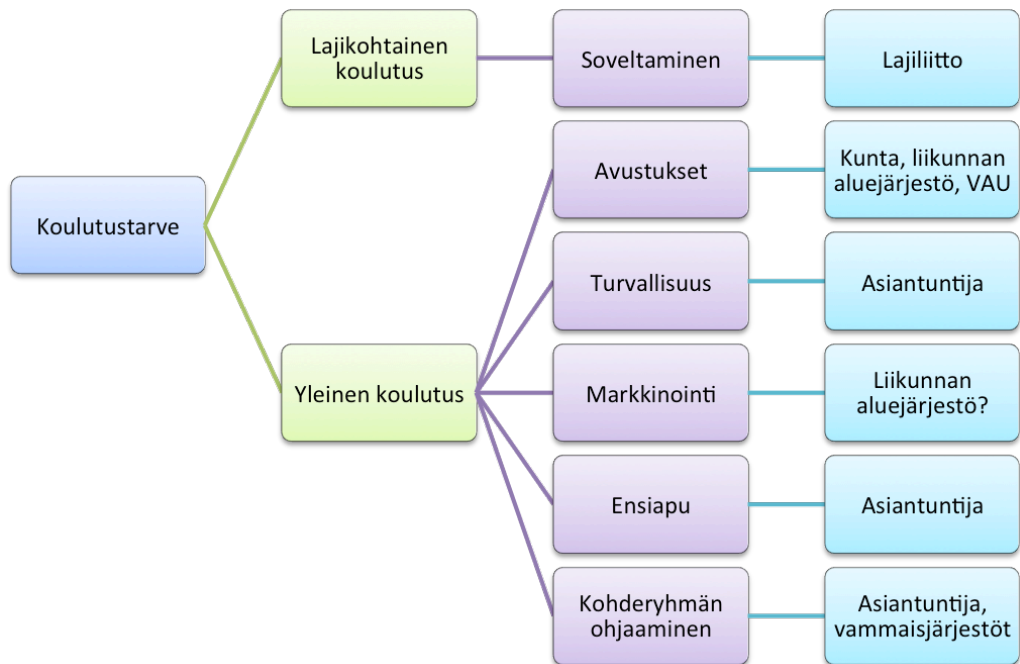 Lajikohtainen
koulutus
Soveltaminen
Lajiliitto
Avustukset
Kunta, liikunnan
aluejärjestö, VAU
Koulutustarve
Turvallisuus
Asiantuntija
Yleinen koulutus
Markkinointi
Liikunnan
aluejärjestö?
Ensiapu
Asiantuntija
Kohderyhmän
ohjaaminen
Asiantuntija,
vammaisjärjestöt